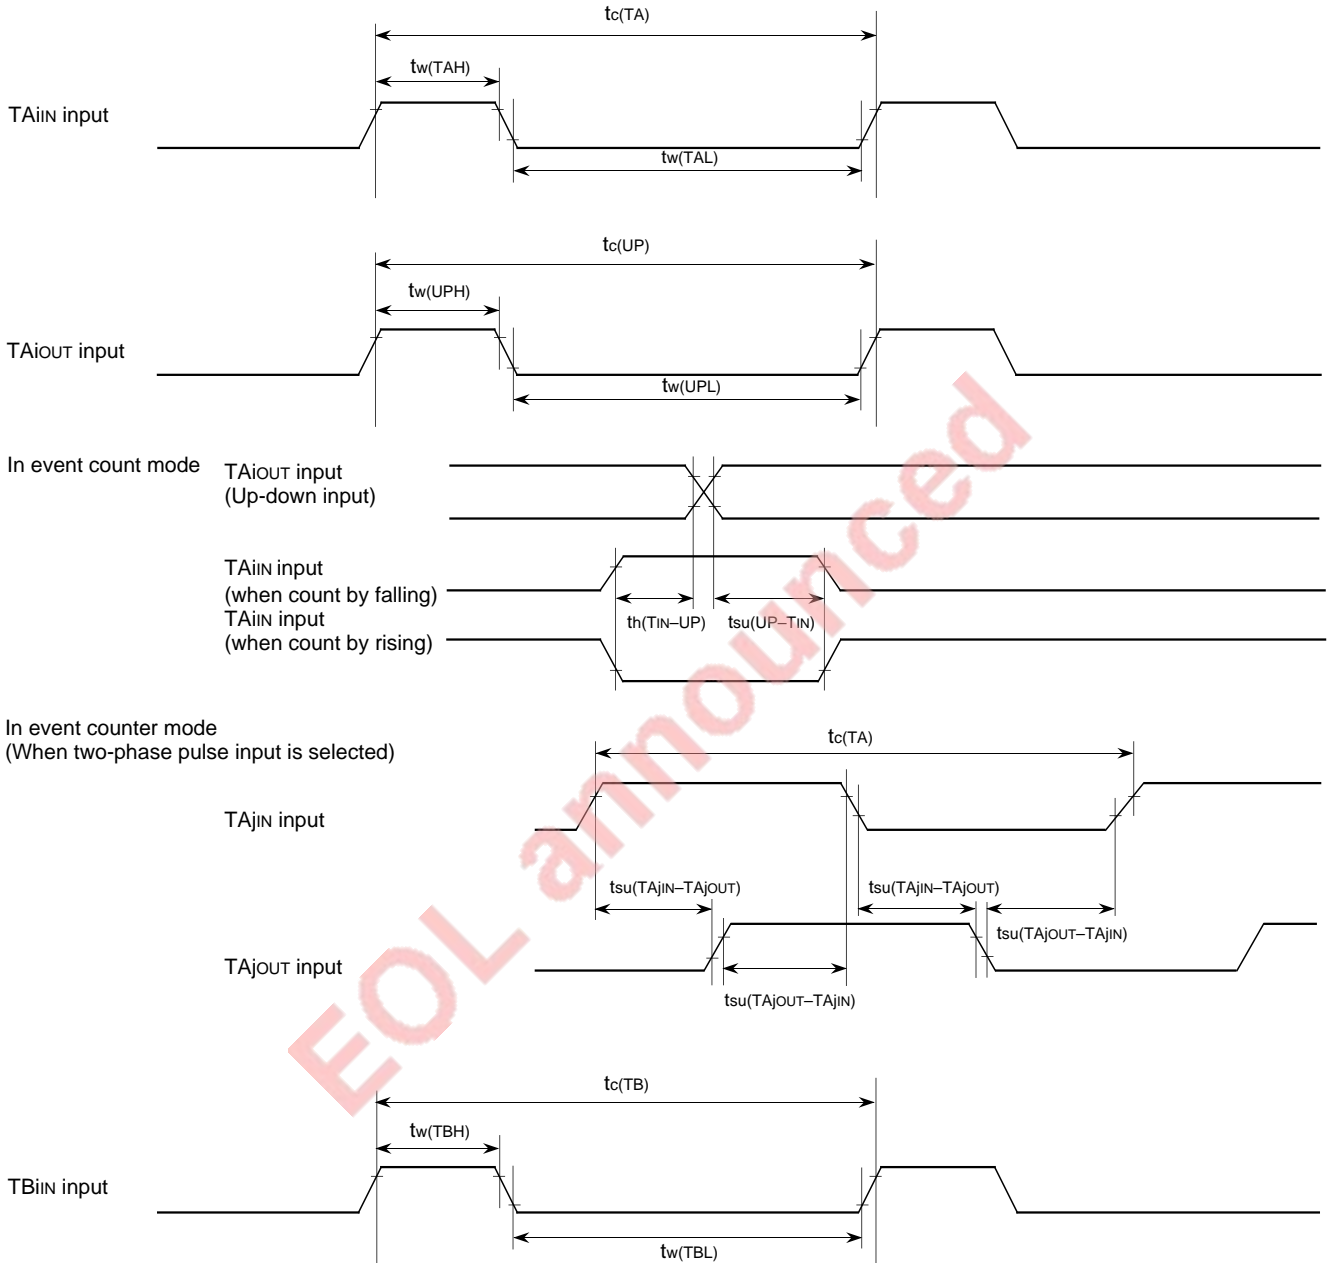 tc(TA)
tw(TAH)
TAiIN input
tw(TAL)
tc(UP)
tw(UPH)
TAiOUT input
tw(UPL)
In event count mode
TAiOUT input
(Up-down input)
TAiIN input
(when count by falling)
TAiIN input
(when count by rising)
th(TIN–UP)
tsu(UP–TIN)
In event counter mode
(When two-phase pulse input is selected)
tc(TA)
TAjIN input
tsu(TAjIN–TAjOUT)
tsu(TAjIN–TAjOUT)
tsu(TAjOUT–TAjIN)
TAjOUT input
tsu(TAjOUT–TAjIN)
tc(TB)
tw(TBH)
TBiIN input
tw(TBL)
EOL announced